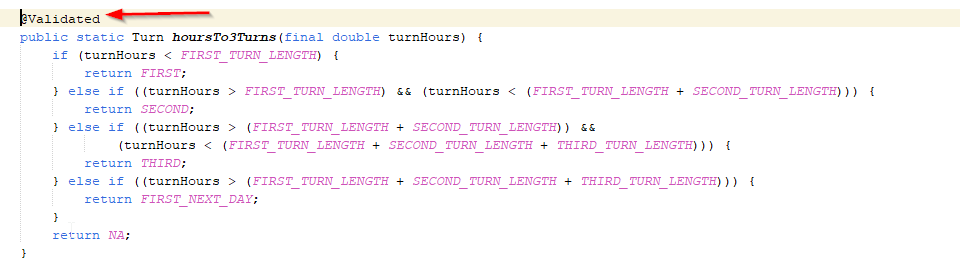 @Validated
public static Turn hoursTo3Turns(final double turnHours) {
    if (turnHours < FIRST_TURN_LENGTH) {
        return FIRST;
    } else if ((turnHours > FIRST_TURN_LENGTH) && (turnHours < (FIRST_TURN_LENGTH + SECOND_TURN_LENGTH))) {
        return SECOND;
    } else if ((turnHours > (FIRST_TURN_LENGTH + SECOND_TURN_LENGTH)) &&
            (turnHours < (FIRST_TURN_LENGTH + SECOND_TURN_LENGTH + THIRD_TURN_LENGTH))) {
        return THIRD;
    } else if ((turnHours > (FIRST_TURN_LENGTH + SECOND_TURN_LENGTH + THIRD_TURN_LENGTH))) {
        return FIRST_NEXT_DAY;
    }
    return NA;
}